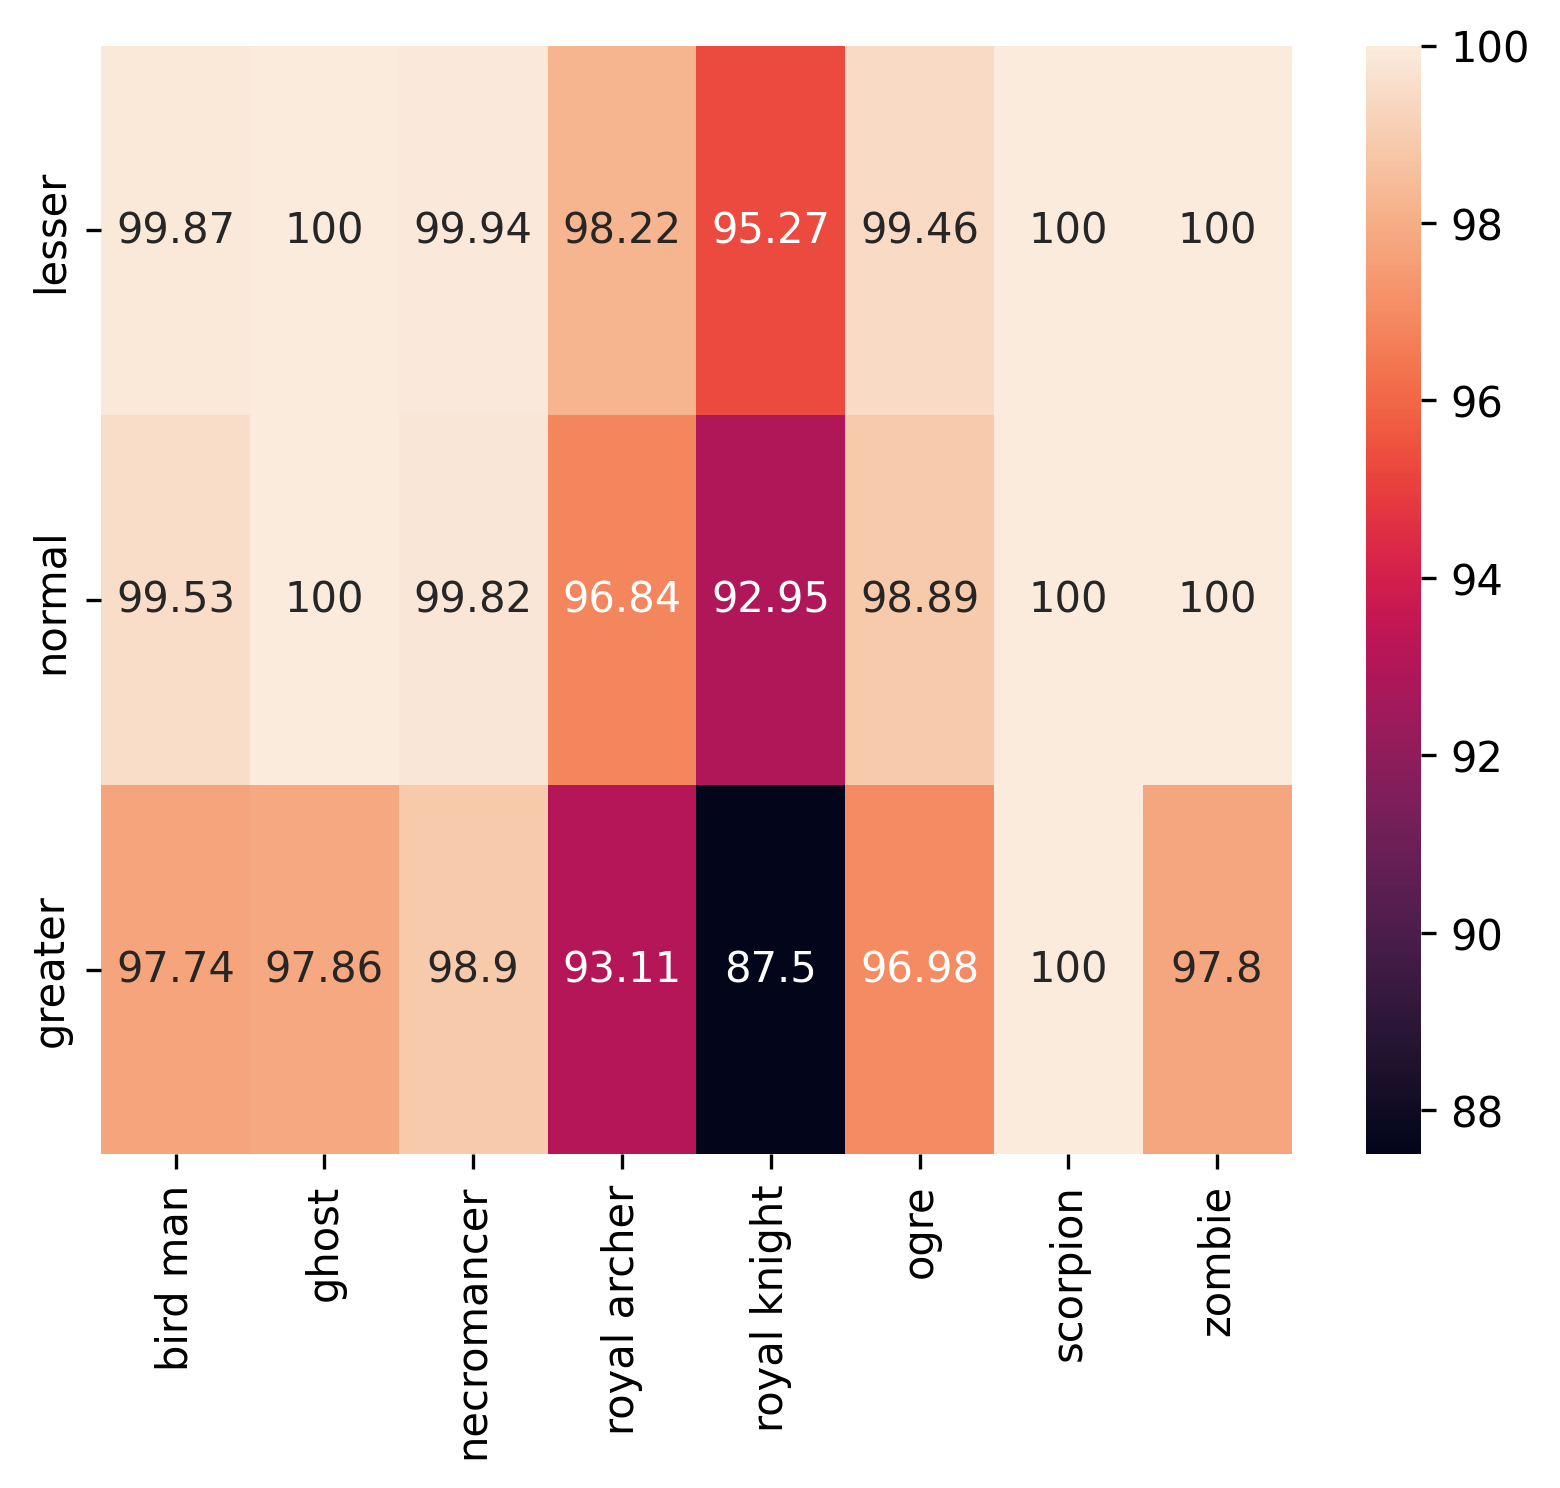 100
lesser 99.87 100 99.94 98.22 95.27 99.46 100 100
98
96
normal 99.53 100 99.82 96.84 92.95 98.89 100 100
94
92
greater 97.74 97.86 98.9 93.11 87.5 96.98 100 97.8
90
88
bird man
ghost
necromancer
royal archer
royal knight
ogre
scorpion
zombie